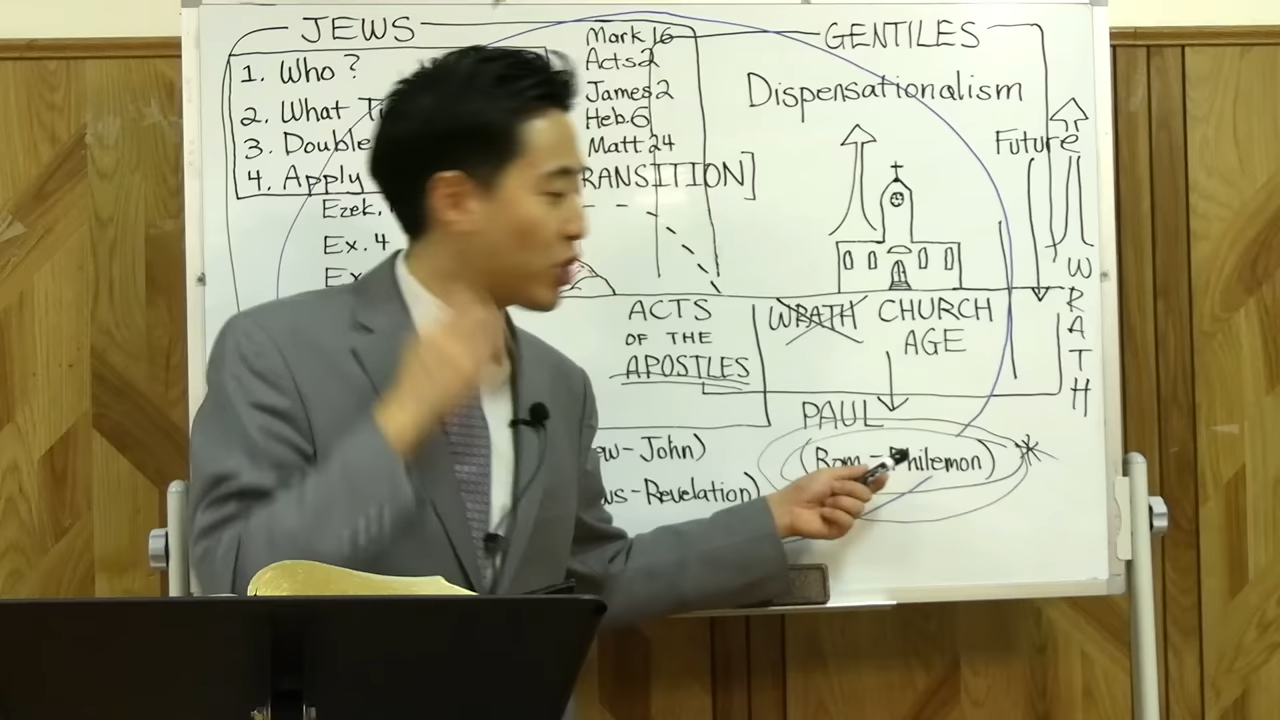 JEWS
1. Who?
2. What
3. Double
4. Apply
Ezek.
Ex. 4
Ex
Mark 16
Acts 2
James 2
Heb. 6
Matt 24
RANSITION]
GENTILES
Dispensationalism
Future
WRATH
ACTS
OF THE
APOSTLES
WRATH CHURCH
AGE
PAUL
(Rom - Philemon) *
ew-John)
ws-Revelation)